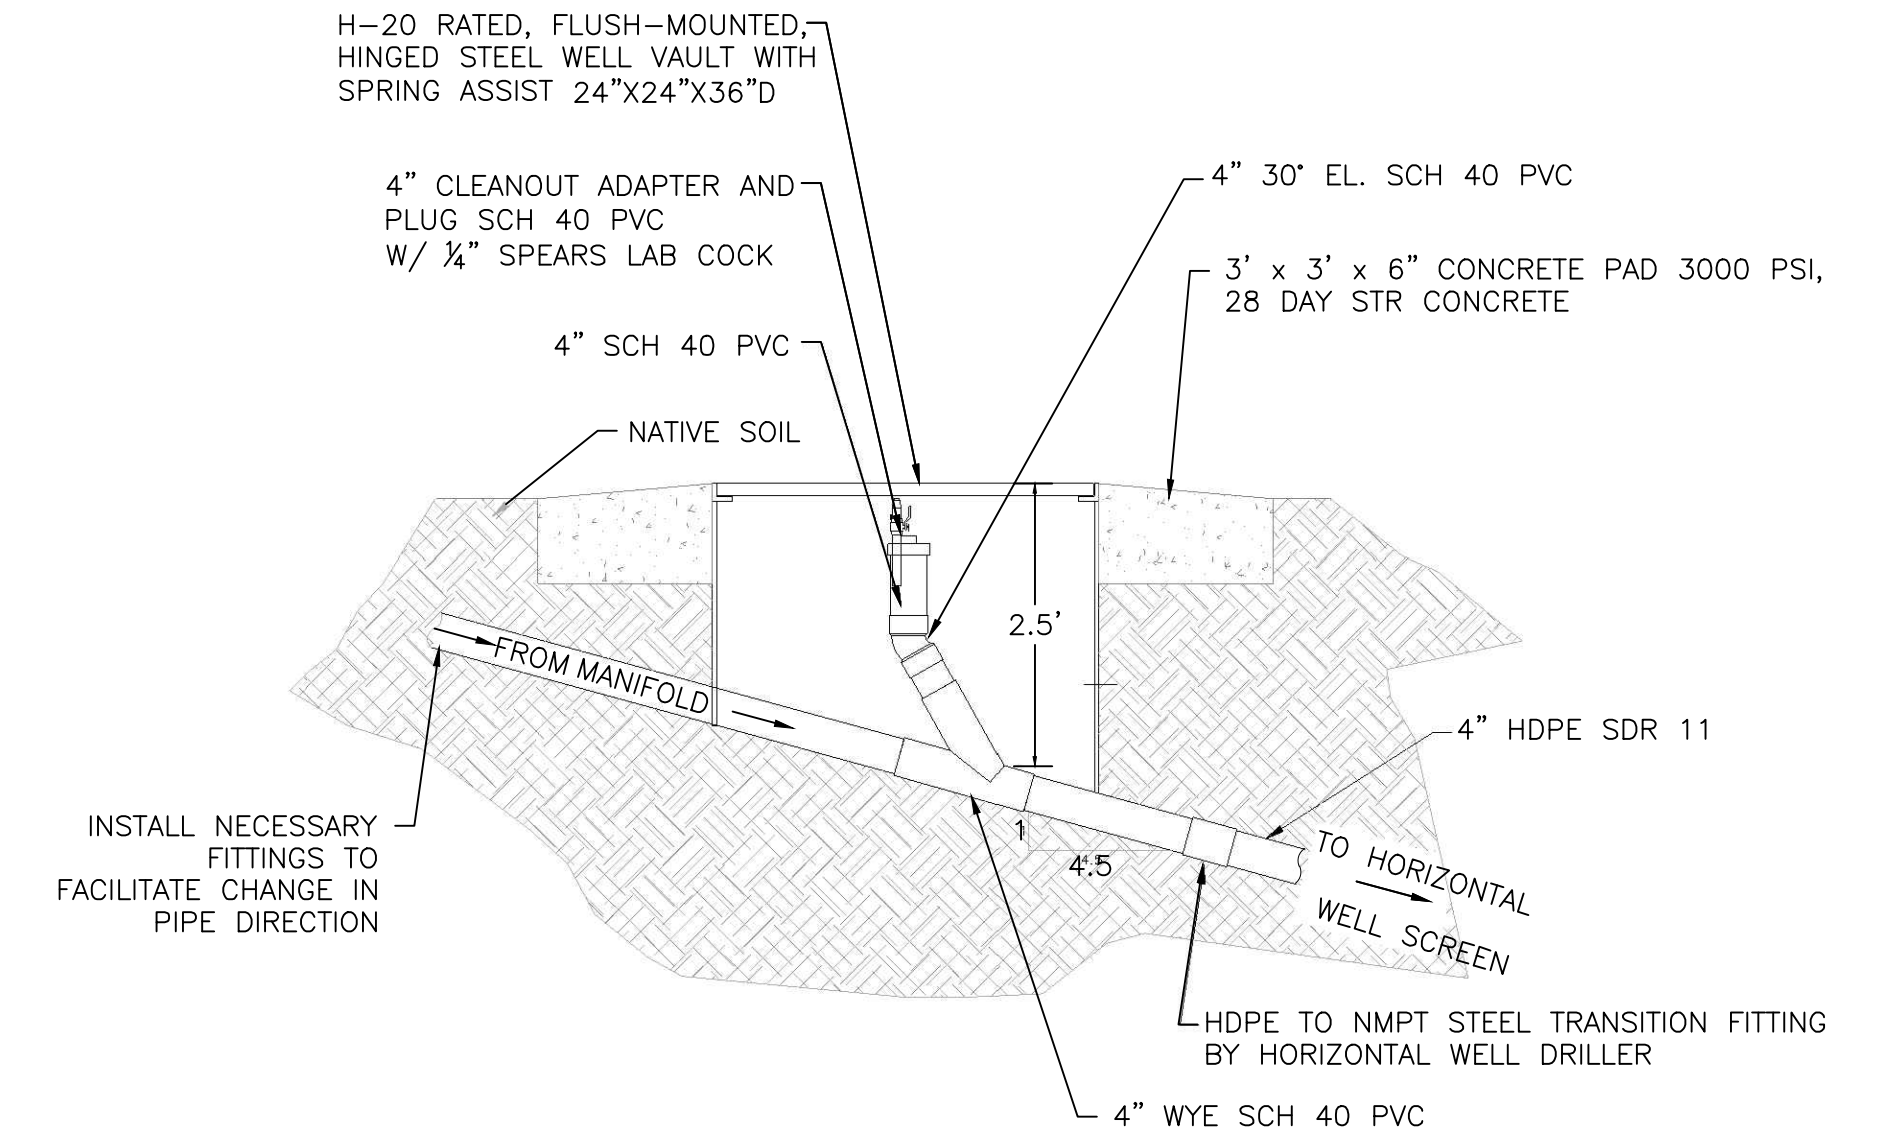 H-20 RATED, FLUSH-MOUNTED,
HINGED STEEL WELL VAULT WITH
SPRING ASSIST 24”X24”X36”D
4” CLEANOUT ADAPTER AND
PLUG SCH 40 PVC
W/ ¼” SPEARS LAB COCK
4” 30° EL. SCH 40 PVC
3’ x 3’ x 6” CONCRETE PAD 3000 PSI,
28 DAY STR CONCRETE
4” SCH 40 PVC
NATIVE SOIL
2.5’
FROM MANIFOLD
4” HDPE SDR 11
INSTALL NECESSARY
FITTINGS TO
FACILITATE CHANGE IN
PIPE DIRECTION
1
4.5
4.5
TO HORIZONTAL
WELL SCREEN
HDPE TO NMPT STEEL TRANSITION FITTING
BY HORIZONTAL WELL DRILLER
4” WYE SCH 40 PVC